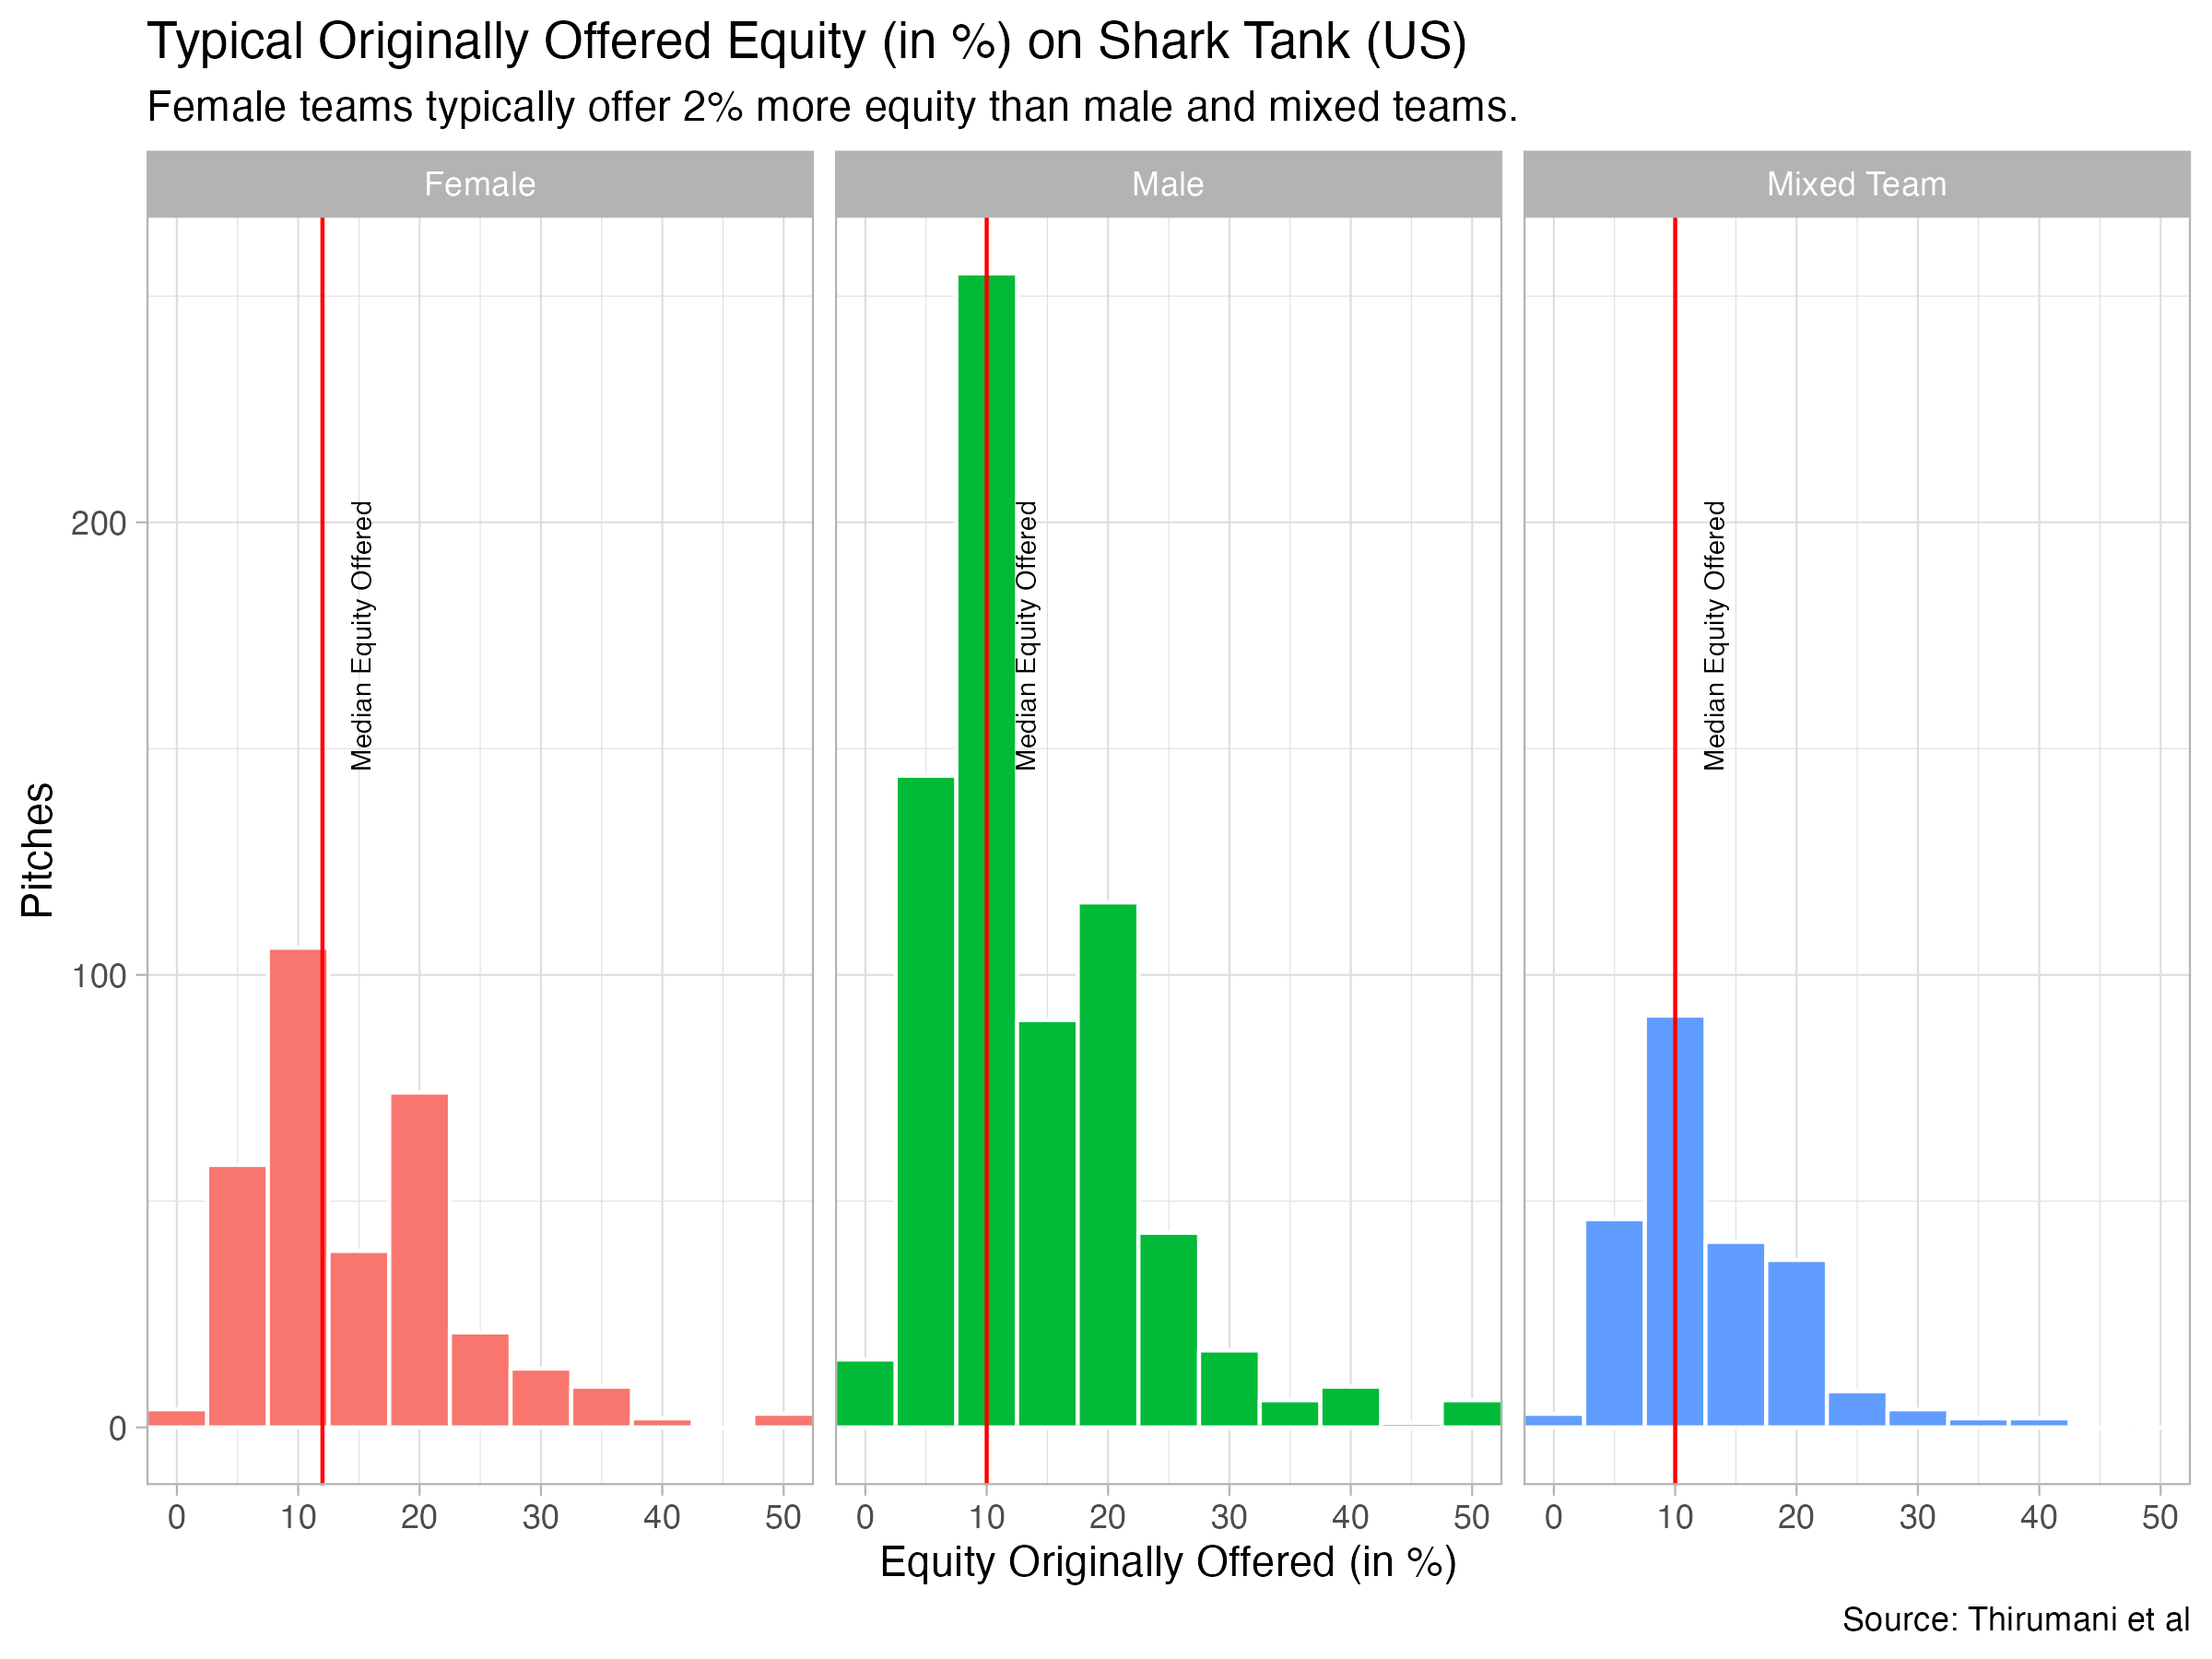 Typical Originally Offered Equity (in %) on Shark Tank (US)
Female teams typically offer 2% more equity than male and mixed teams.
Female
Male
Mixed Team
Median Equity Offered
Median Equity Offered
Median Equity Offered
Pitches
200
100
0
0 10 20 30 40 50
0 10 20 30 40 50
0 10 20 30 40 50
Equity Originally Offered (in %)
Source: Thirumani et al